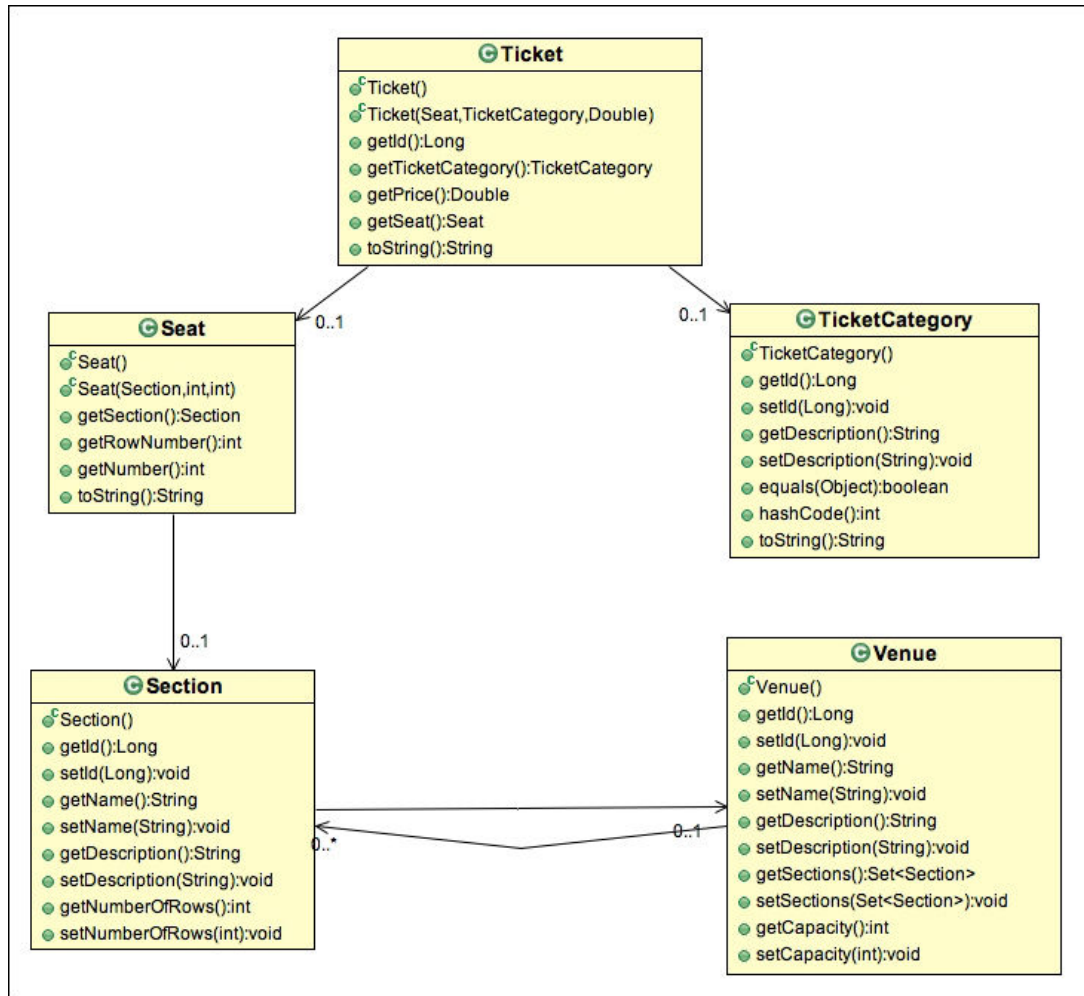 Ticket
Ticket()
Ticket(Seat,TicketCategory,Double)
getId():Long
getTicketCategory():TicketCategory
getPrice():Double
getSeat():Seat
toString():String
0..1
0..1
Seat
Seat()
Seat(Section,int,int)
getSection():Section
getRowNumber():int
getNumber():int
toString():String
TicketCategory
TicketCategory()
getId():Long
setId(Long):void
getDescription():String
setDescription(String):void
equals(Object):boolean
hashCode():int
toString():String
0..1
Section
Section()
getId():Long
setId(Long):void
getName():String
setName(String):void
getDescription():String
setDescription(String):void
getNumberOfRows():int
setNumberOfRows(int):void
0..*
0..1
Venue
Venue()
getId():Long
setId(Long):void
getName():String
setName(String):void
getDescription():String
setDescription(String):void
getSections():Set<Section>
setSections(Set<Section>):void
getCapacity():int
setCapacity(int):void